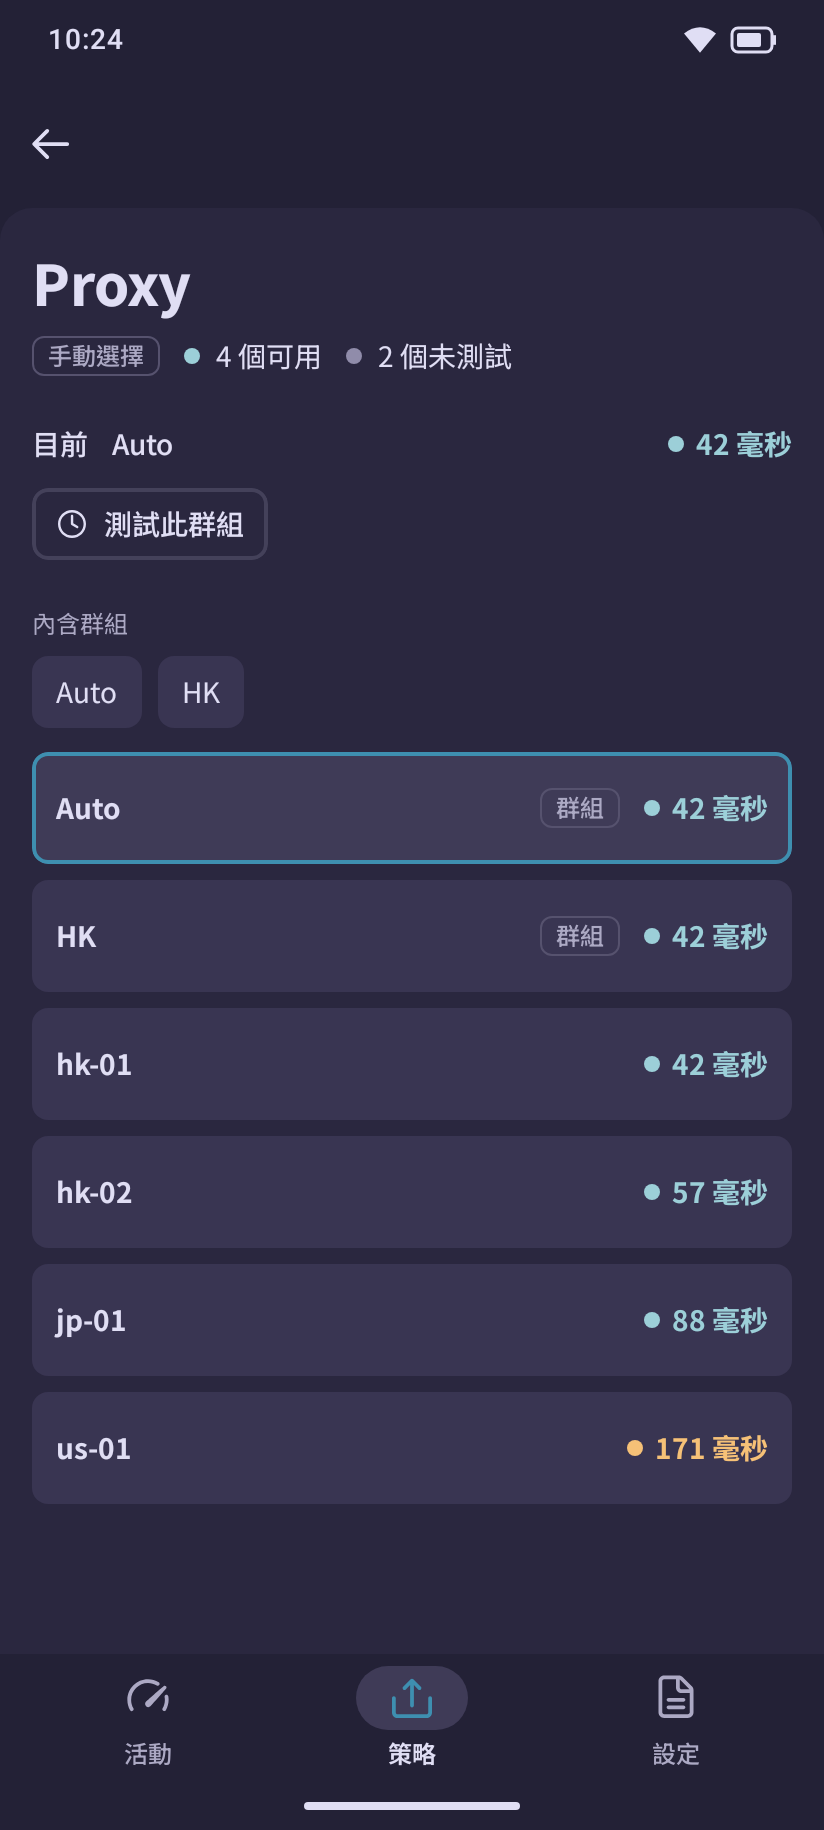 10:24
Proxy
手動選擇 4 個可用 2 個未測試
目前 Auto 42 毫秒
測試此群組
內含群組
Auto HK
Auto 群組 42 毫秒
HK 群組 42 毫秒
hk-01 42 毫秒
hk-02 57 毫秒
jp-01 88 毫秒
us-01 171 毫秒
活動 策略 設定